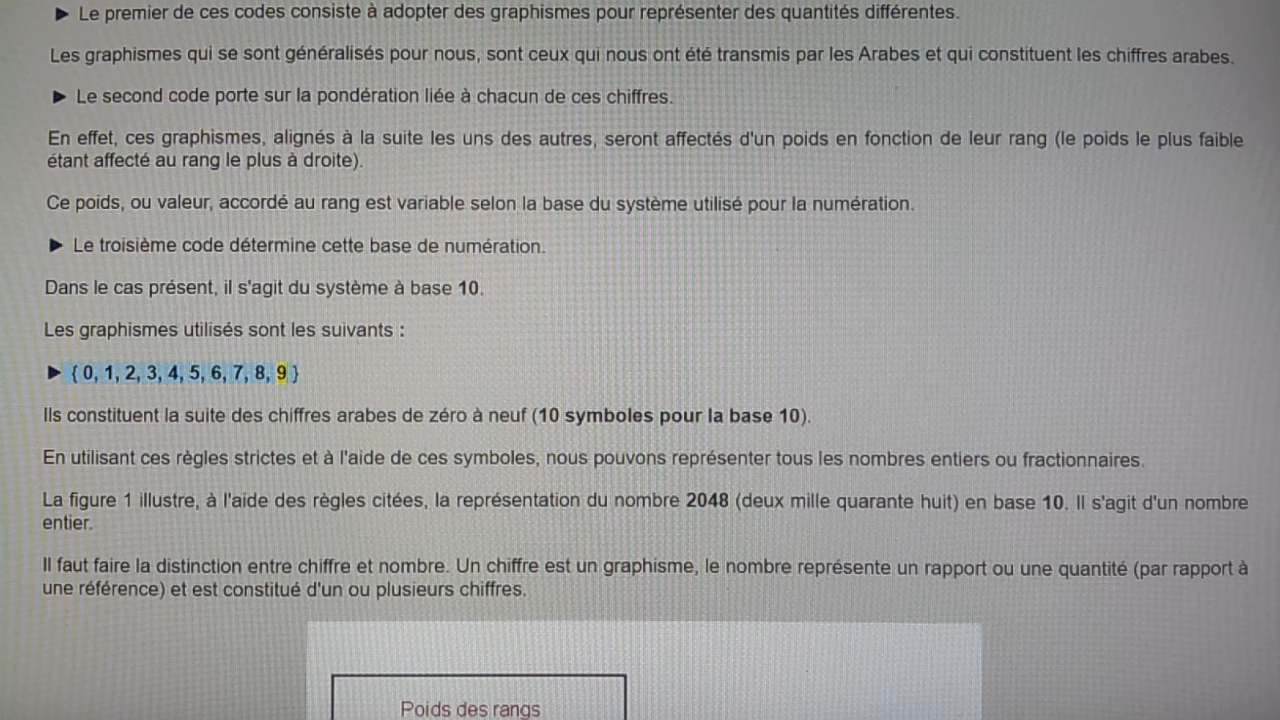 ► Le premier de ces codes consiste à adopter des graphismes pour représenter des quantités différentes.
Les graphismes qui se sont généralisés pour nous, sont ceux qui nous ont été transmis par les Arabes et qui constituent les chiffres arabes.
► Le second code porte sur la pondération liée à chacun de ces chiffres.
En effet, ces graphismes, alignés à la suite les uns des autres, seront affectés d'un poids en fonction de leur rang (le poids le plus faible
étant affecté au rang le plus à droite).
Ce poids, ou valeur, accordé au rang est variable selon la base du système utilisé pour la numération.
► Le troisième code détermine cette base de numération.
Dans le cas présent, il s'agit du système à base 10.
Les graphismes utilisés sont les suivants :
► { 0, 1, 2, 3, 4, 5, 6, 7, 8, 9 }
Ils constituent la suite des chiffres arabes de zéro à neuf (10 symboles pour la base 10).
En utilisant ces règles strictes et à l'aide de ces symboles, nous pouvons représenter tous les nombres entiers ou fractionnaires.
La figure 1 illustre, à l'aide des règles citées, la représentation du nombre 2048 (deux mille quarante huit) en base 10. Il s'agit d'un nombre
entier.
Il faut faire la distinction entre chiffre et nombre. Un chiffre est un graphisme, le nombre représente un rapport ou une quantité (par rapport à
une référence) et est constitué d'un ou plusieurs chiffres.
Poids des rangs